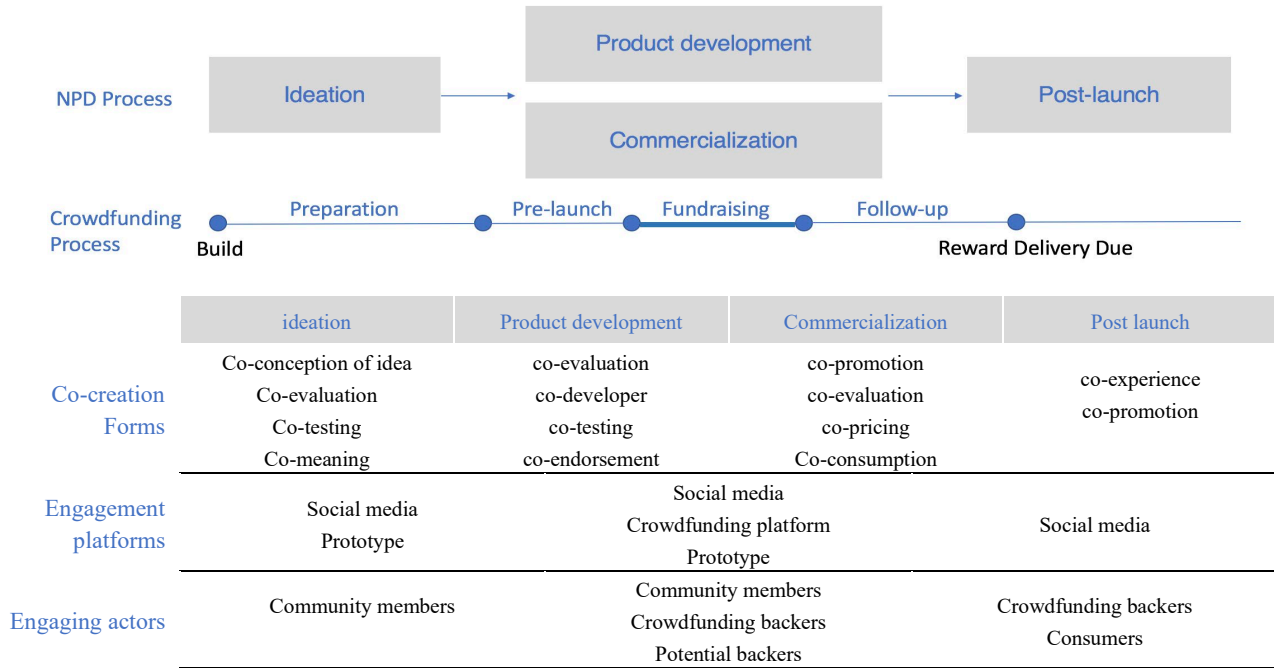 Product development
NPD Process
Ideation
Post-launch
Commercialization
Crowdfunding
Process
Preparation
Pre-launch
Fundraising
Follow-up
Build
Reward Delivery Due
ideation
Product development
Commercialization
Post launch
Co-creation
Forms
Co-conception of idea
Co-evaluation
Co-testing
Co-meaning
co-evaluation
co-developer
co-testing
co-endorsement
co-promotion
co-evaluation
co-pricing
Co-consumption
co-experience
co-promotion
Engagement
platforms
Social media
Prototype
Social media
Crowdfunding platform
Prototype
Social media
Engaging actors
Community members
Community members
Crowdfunding backers
Potential backers
Crowdfunding backers
Consumers